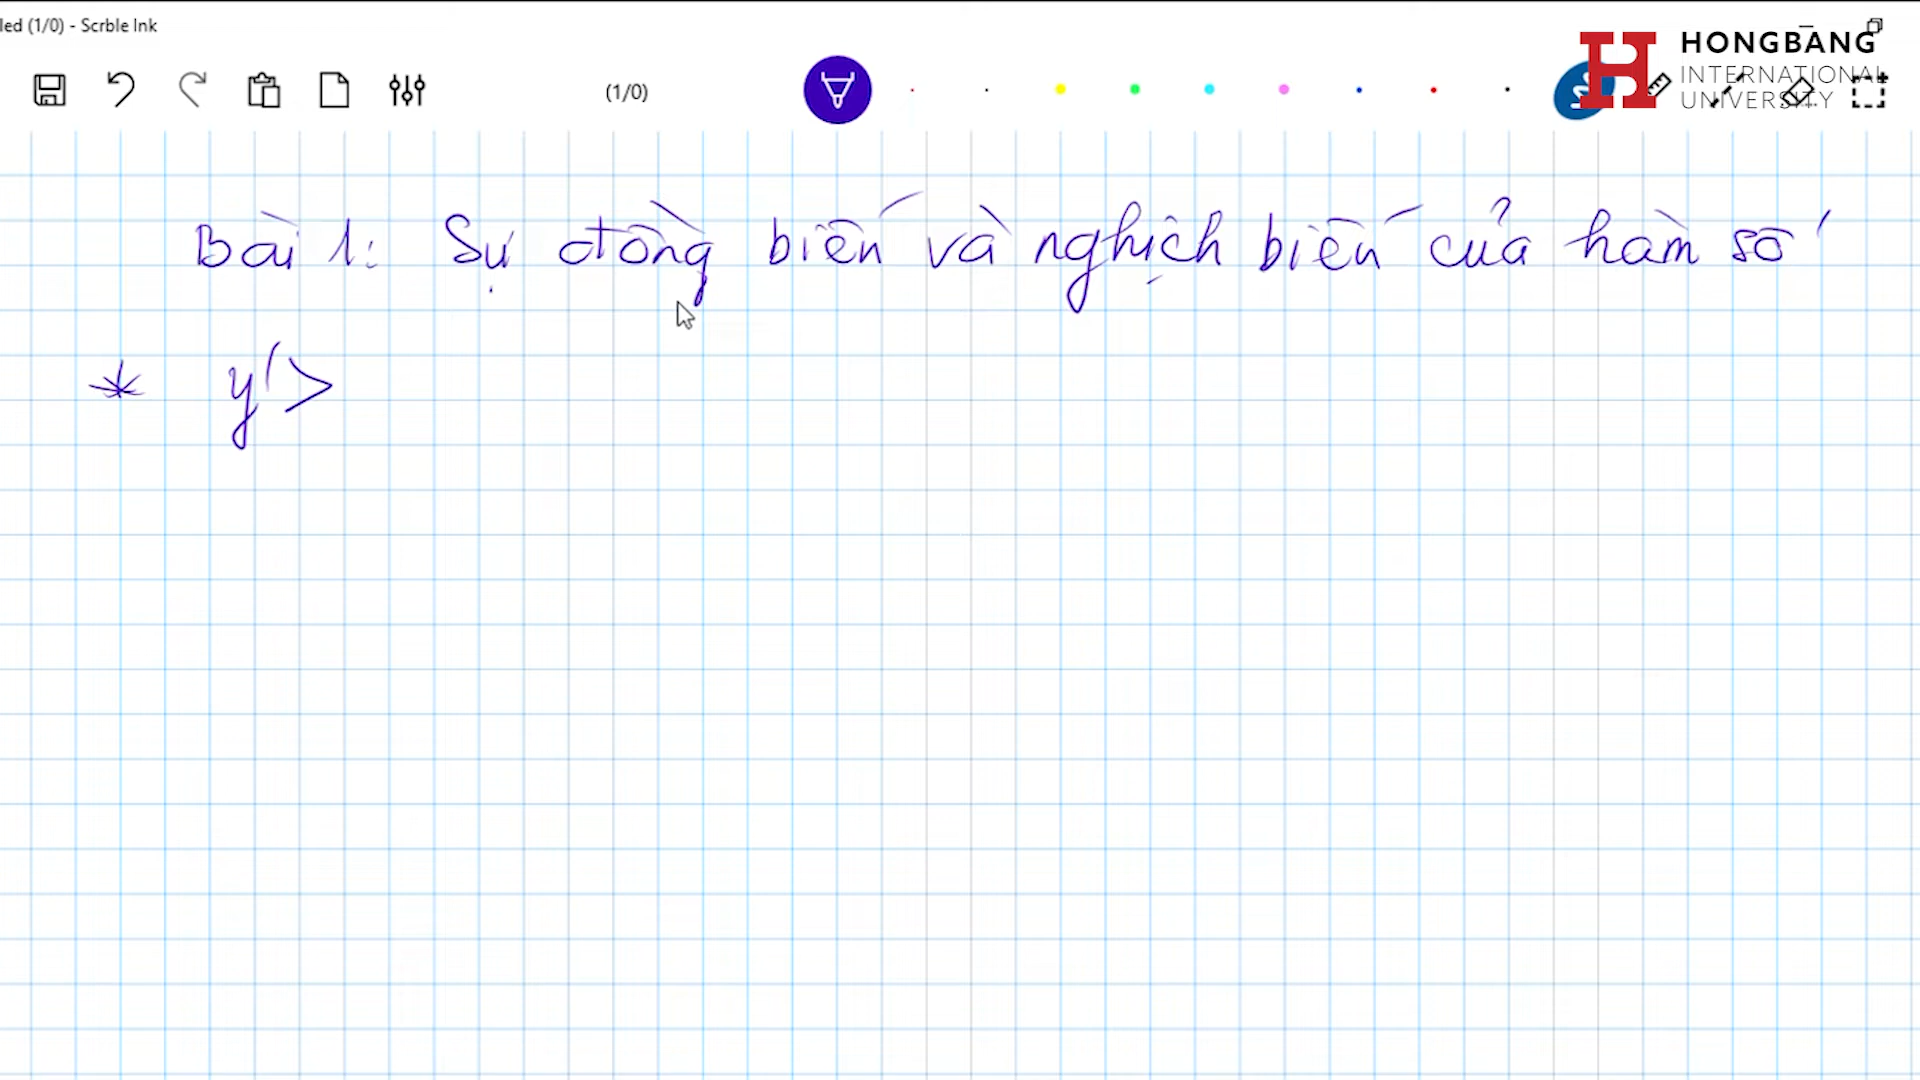 led (1/0) - Scrble Ink
(1/0)
HONGBANG
INTERNATIONAL
UNIVERSITY
Bài 1: Sự đồng biến và nghịch biến của hàm số
* y' >